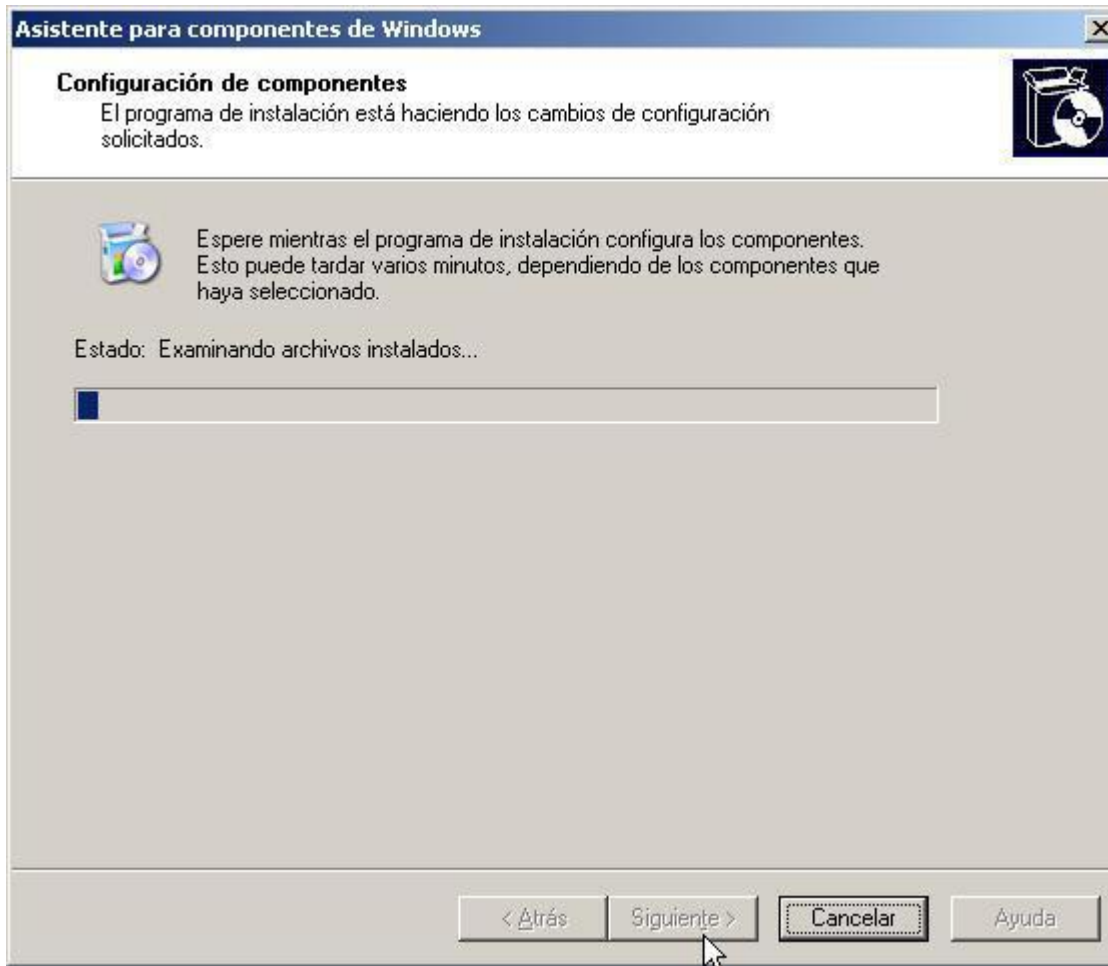 Asistente para componentes de Windows
Configuración de componentes
El programa de instalación está haciendo los cambios de configuración
solicitados.
Espere mientras el programa de instalación configura los componentes.
Esto puede tardar varios minutos, dependiendo de los componentes que
haya seleccionado.
Estado: Examinando archivos instalados...
< Atrás Siguiente > Cancelar Ayuda